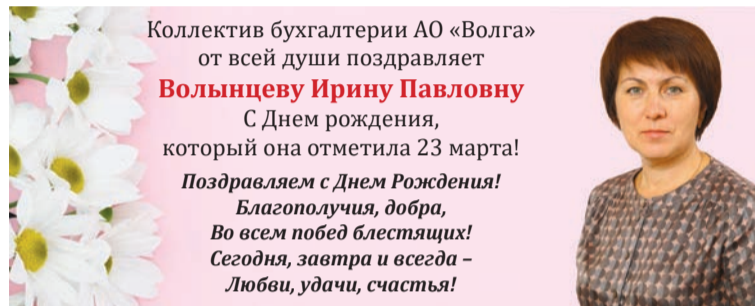 Коллектив бухгалтерии АО «Волга»
от всей души поздравляет
Волынцеву Ирину Павловну
С Днем рождения,
который она отметила 23 марта!
Поздравляем с Днем Рождения!
Благополучия, добра,
Во всем побед блестящих!
Сегодня, завтра и всегда –
Любви, удачи, счастья!